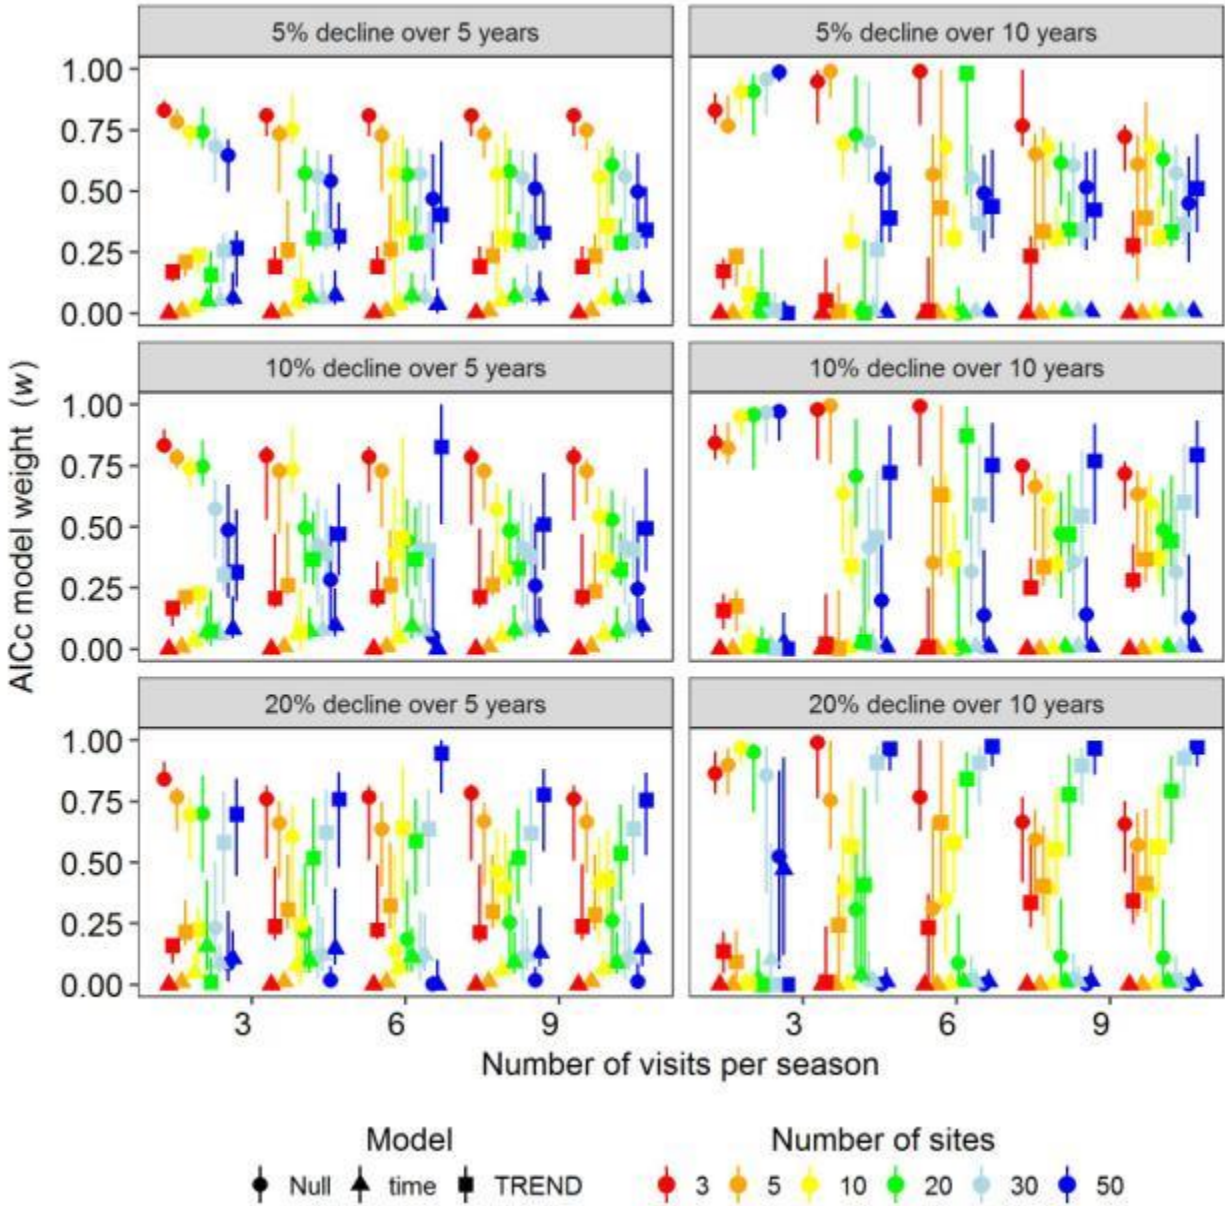 5% decline over 5 years
5% decline over 10 years
1.00
0.75
0.50
0.25
0.00
10% decline over 5 years
10% decline over 10 years
1.00
0.75
0.50
0.25
0.00
20% decline over 5 years
20% decline over 10 years
1.00
0.75
0.50
0.25
0.00
AICc model weight (w)
3 6 9
3 6 9
Number of visits per season
Model
Null time TREND
Number of sites
3 5 10 20 30 50